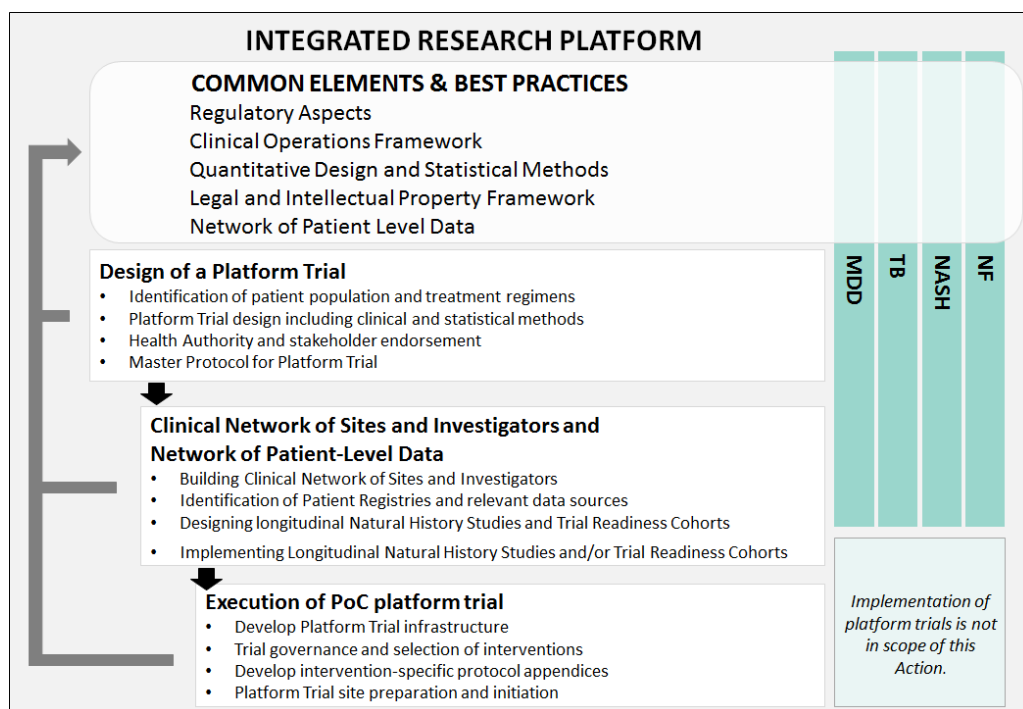 INTEGRATED RESEARCH PLATFORM
COMMON ELEMENTS & BEST PRACTICES
Regulatory Aspects
Clinical Operations Framework
Quantitative Design and Statistical Methods
Legal and Intellectual Property Framework
Network of Patient Level Data
MDD
TB
NASH
NF
Design of a Platform Trial
• Identification of patient population and treatment regimens
• Platform Trial design including clinical and statistical methods
• Health Authority and stakeholder endorsement
• Master Protocol for Platform Trial
Clinical Network of Sites and Investigators and
Network of Patient-Level Data
• Building Clinical Network of Sites and Investigators
• Identification of Patient Registries and relevant data sources
• Designing longitudinal Natural History Studies and Trial Readiness Cohorts
• Implementing Longitudinal Natural History Studies and/or Trial Readiness Cohorts
Execution of PoC platform trial
• Develop Platform Trial infrastructure
• Trial governance and selection of interventions
• Develop intervention-specific protocol appendices
• Platform Trial site preparation and initiation
Implementation of
platform trials is not
in scope of this
Action.